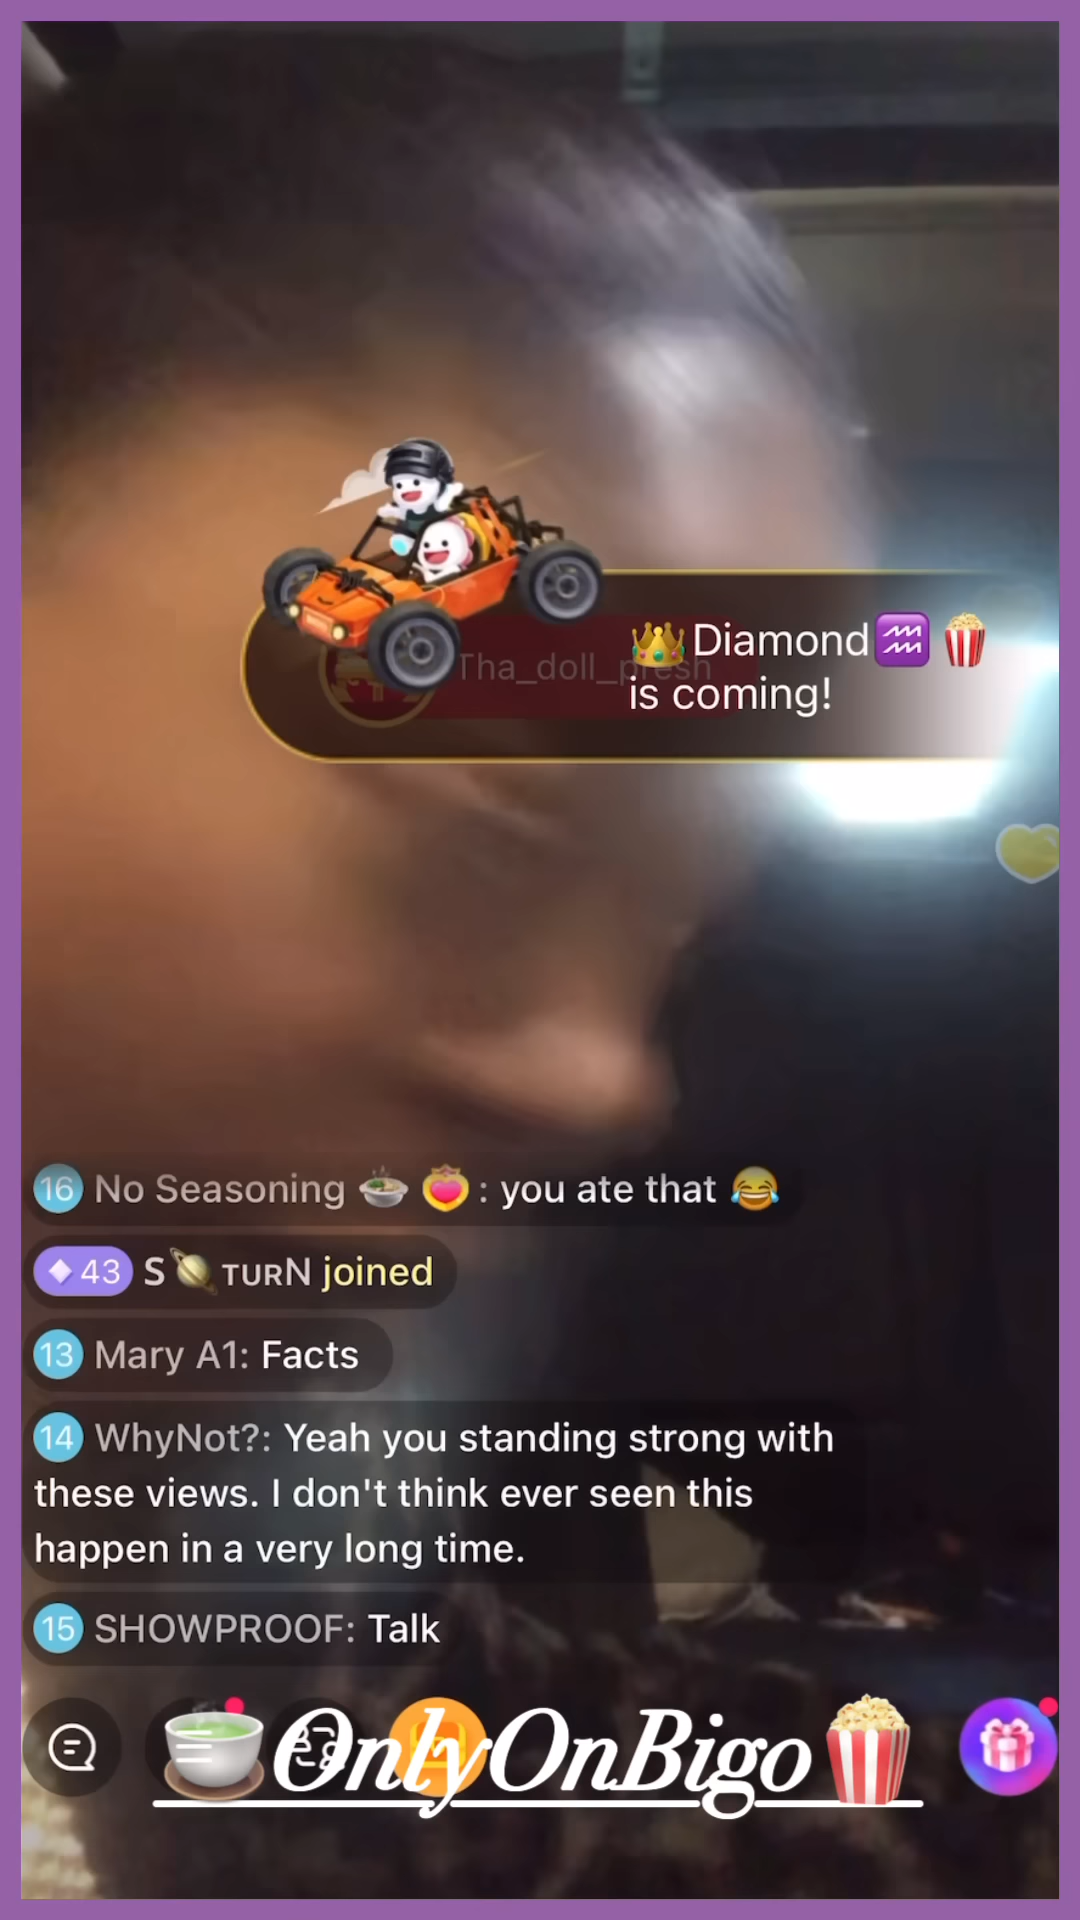 👑Diamond♒🍿
Tha_doll_presh
is coming!
16 No Seasoning 🍲 💗 : you ate that 😂
43 S🪐ᴛᴜʀN joined
13 Mary A1: Facts
14 WhyNot?: Yeah you standing strong with
these views. I don't think ever seen this
happen in a very long time.
15 SHOWPROOF: Talk
🍵OnlyOnBigo🍿